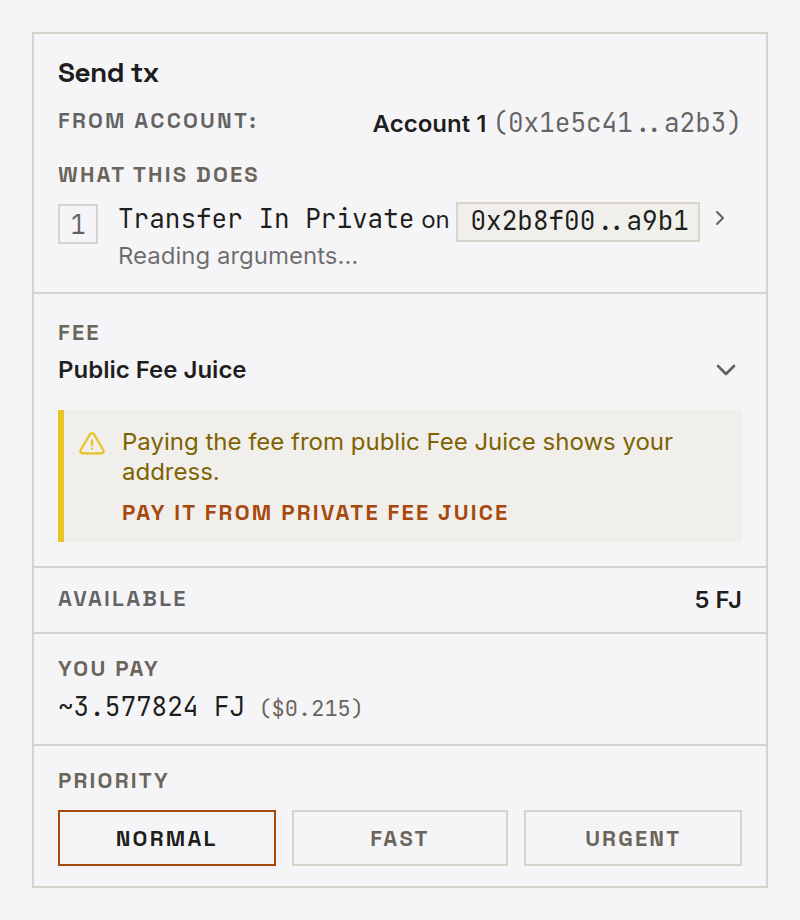 Send tx
FROM ACCOUNT: Account 1 (0x1e5c41..a2b3)
WHAT THIS DOES
1 Transfer In Private on 0x2b8f00..a9b1
Reading arguments...
FEE
Public Fee Juice
Paying the fee from public Fee Juice shows your
address.
PAY IT FROM PRIVATE FEE JUICE
AVAILABLE 5 FJ
YOU PAY
~3.577824 FJ ($0.215)
PRIORITY
NORMAL FAST URGENT